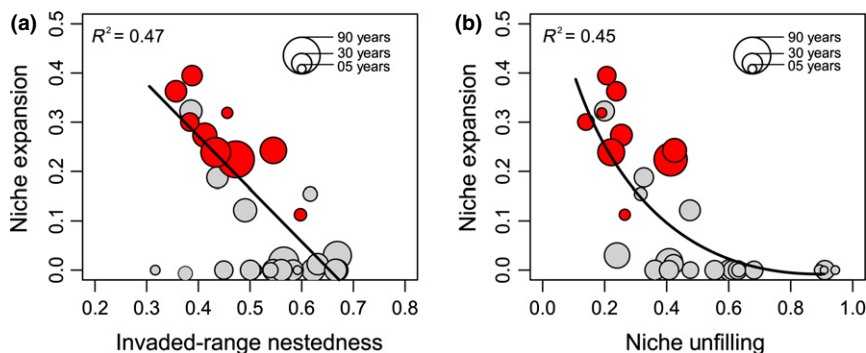 (a)
R² = 0.47
90 years
30 years
05 years
Niche expansion
0.5
0.4
0.3
0.2
0.1
0.0
0.2 0.3 0.4 0.5 0.6 0.7 0.8
Invaded-range nestedness
(b)
R² = 0.45
90 years
30 years
05 years
Niche expansion
0.5
0.4
0.3
0.2
0.1
0.0
0.0 0.2 0.4 0.6 0.8 1.0
Niche unfilling